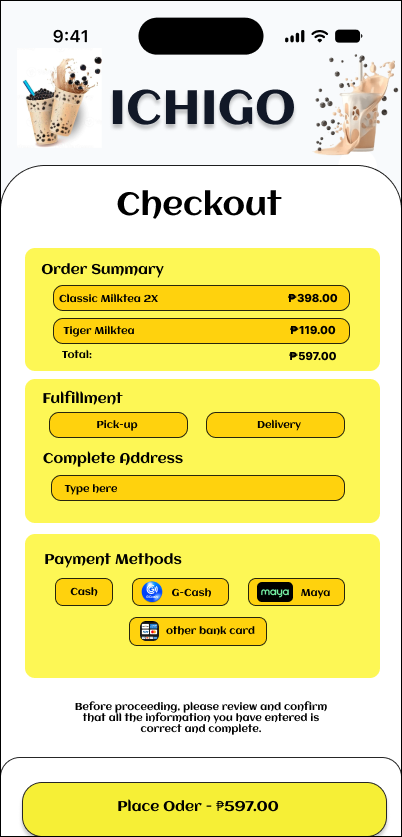 9:41
ICHIGO
Checkout
Order Summary
Classic Milktea 2X ₱398.00
Tiger Milktea ₱119.00
Total: ₱597.00
Fulfillment
Pick-up Delivery
Complete Address
Type here
Payment Methods
Cash G-Cash maya Maya
other bank card
Before proceeding, please review and confirm
that all the information you have entered is
correct and complete.
Place Oder - ₱597.00